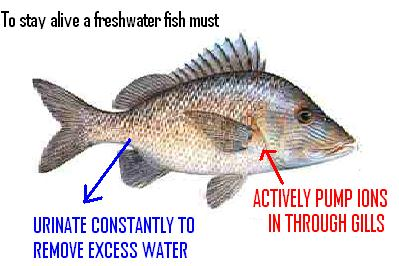 To stay alive a freshwater fish must
ACTIVELY PUMP IONS
IN THROUGH GILLS
URINATE CONSTANTLY TO
REMOVE EXCESS WATER